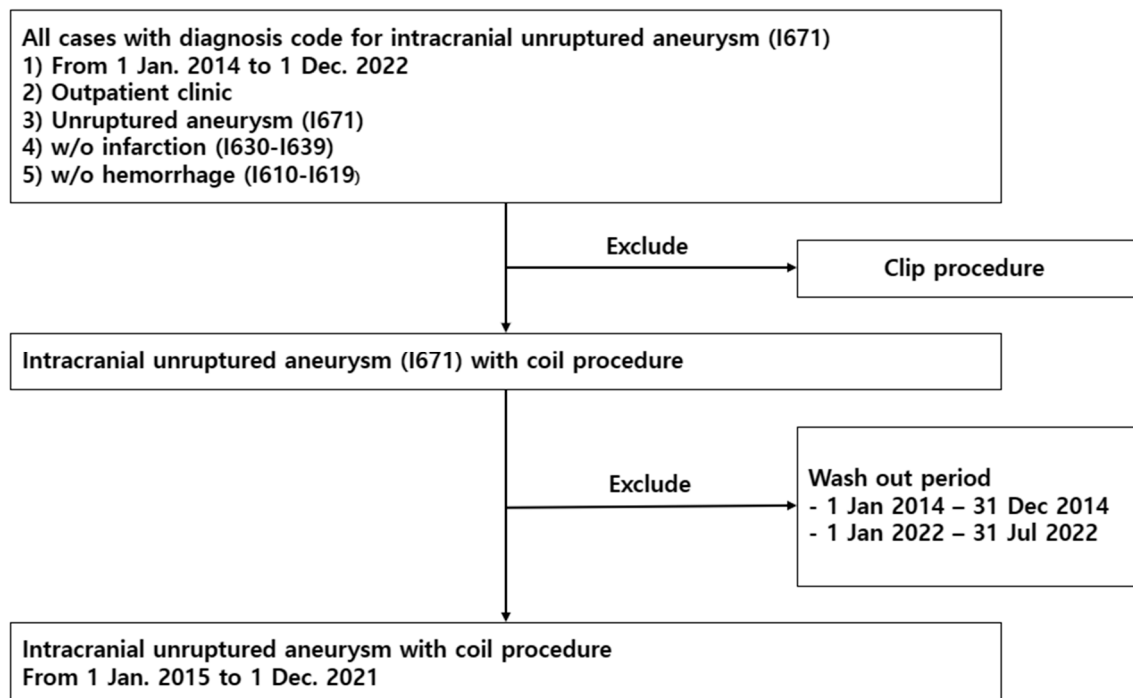 All cases with diagnosis code for intracranial unruptured aneurysm (I671)
1) From 1 Jan. 2014 to 1 Dec. 2022
2) Outpatient clinic
3) Unruptured aneurysm (I671)
4) w/o infarction (I630-I639)
5) w/o hemorrhage (I610-I619)
Exclude
Clip procedure
Intracranial unruptured aneurysm (I671) with coil procedure
Exclude
Wash out period
- 1 Jan 2014 – 31 Dec 2014
- 1 Jan 2022 – 31 Jul 2022
Intracranial unruptured aneurysm with coil procedure
From 1 Jan. 2015 to 1 Dec. 2021